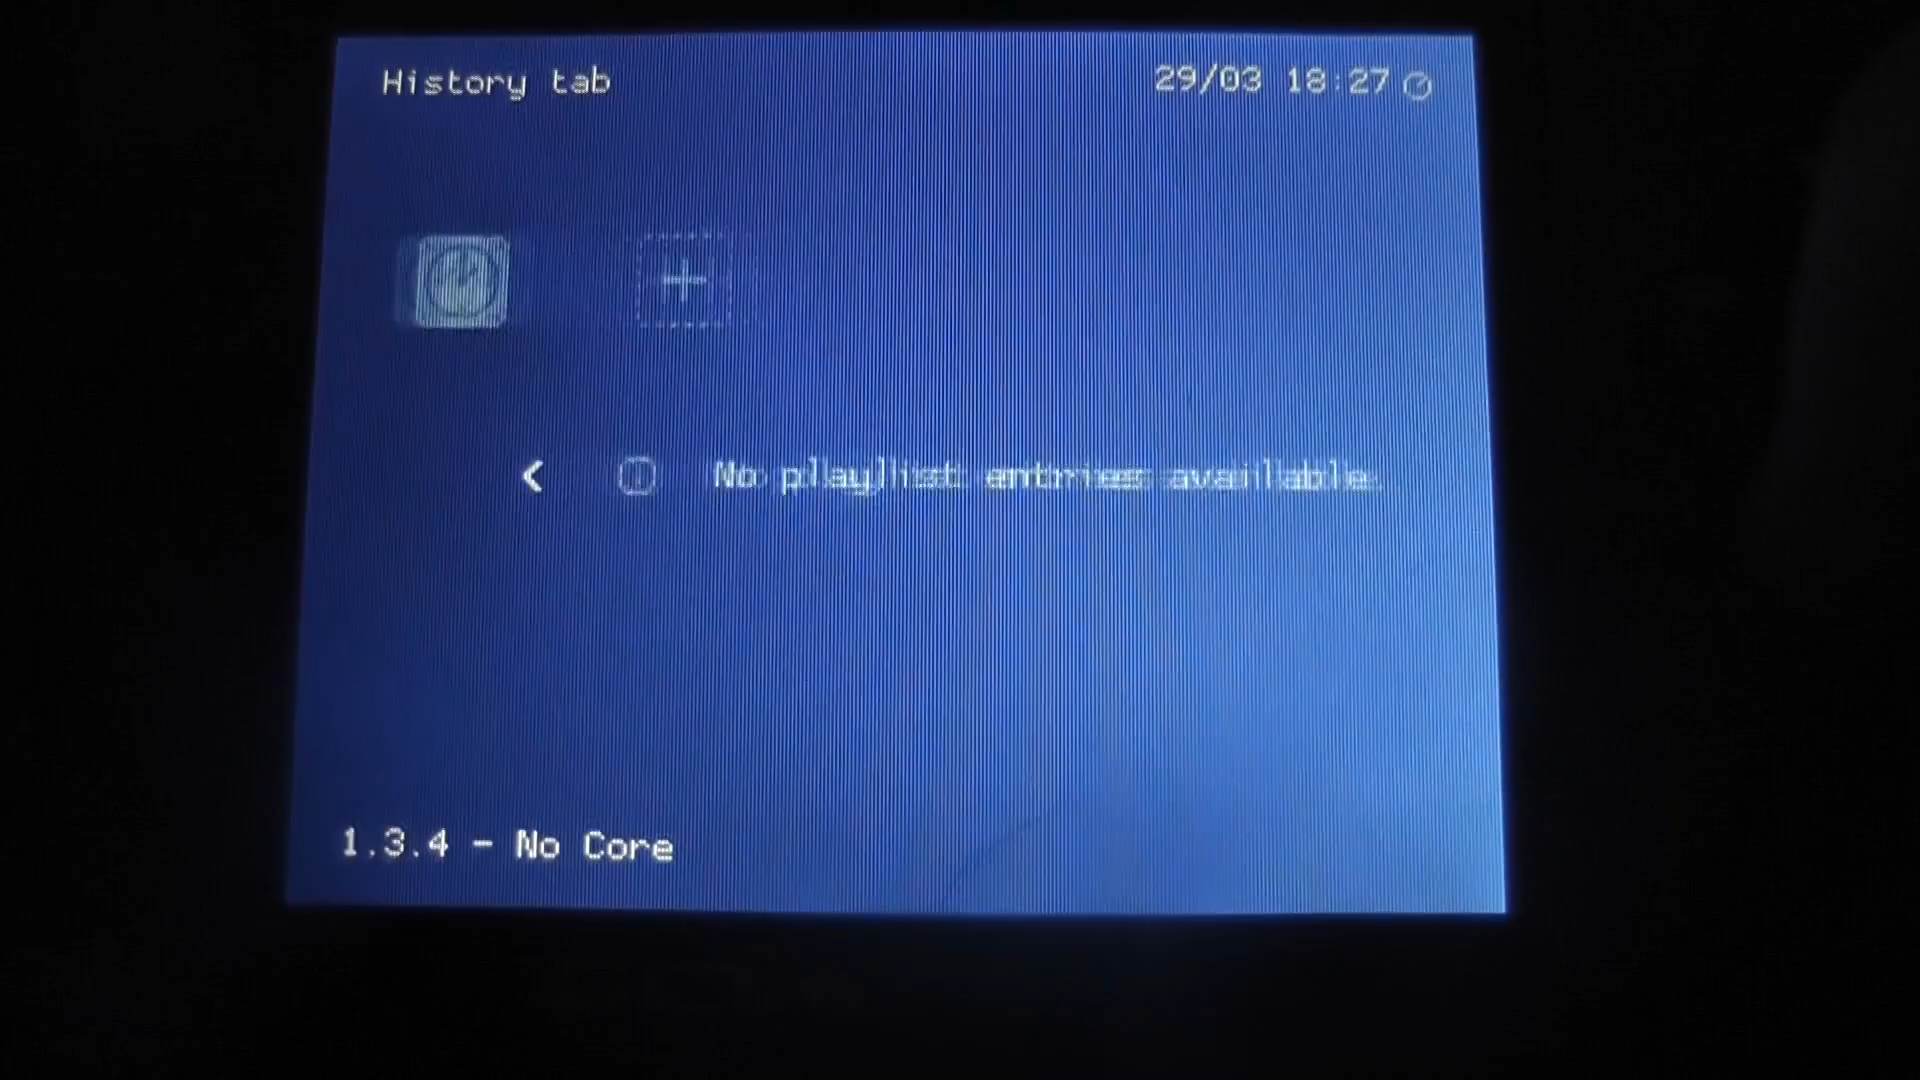 History tab
29/03 18:27
No playlist entries available.
1.3.4 - No Core